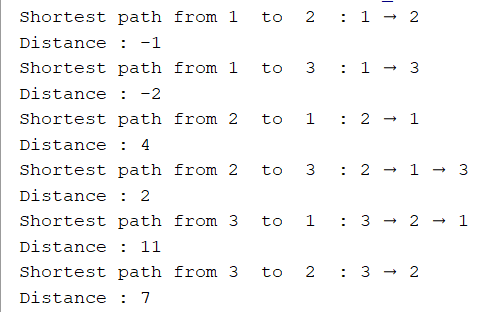 Shortest path from 1 to 2 : 1 → 2
Distance : -1
Shortest path from 1 to 3 : 1 → 3
Distance : -2
Shortest path from 2 to 1 : 2 → 1
Distance : 4
Shortest path from 2 to 3 : 2 → 1 → 3
Distance : 2
Shortest path from 3 to 1 : 3 → 2 → 1
Distance : 11
Shortest path from 3 to 2 : 3 → 2
Distance : 7